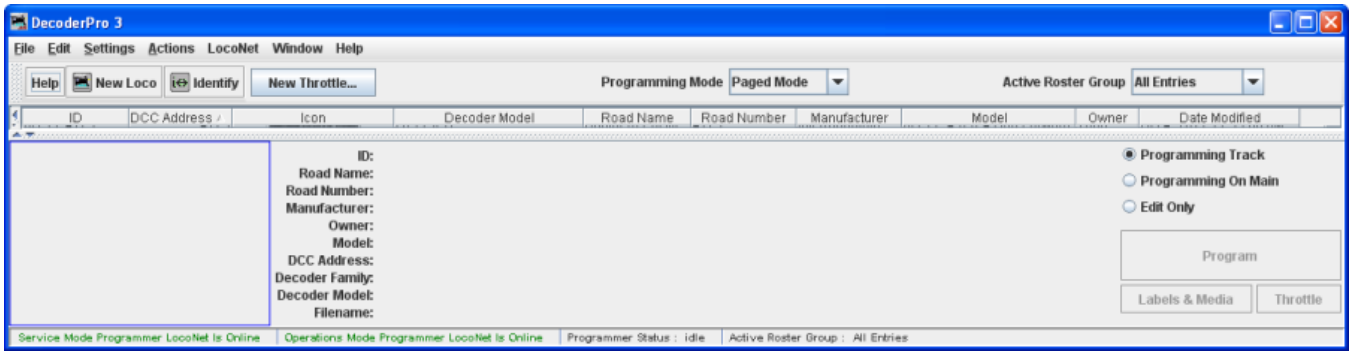 DecoderPro 3
File Edit Settings Actions LocoNet Window Help
Help New Loco Identify New Throttle... Programming Mode Paged Mode Active Roster Group All Entries
ID DCC Address Icon Decoder Model Road Name Road Number Manufacturer Model Owner Date Modified
ID:
Road Name:
Road Number:
Manufacturer:
Owner:
Model:
DCC Address:
Decoder Family:
Decoder Model:
Filename:
Programming Track
Programming On Main
Edit Only
Program
Labels & Media Throttle
Service Mode Programmer LocoNet Is Online Operations Mode Programmer LocoNet Is Online Programmer Status : idle Active Roster Group : All Entries